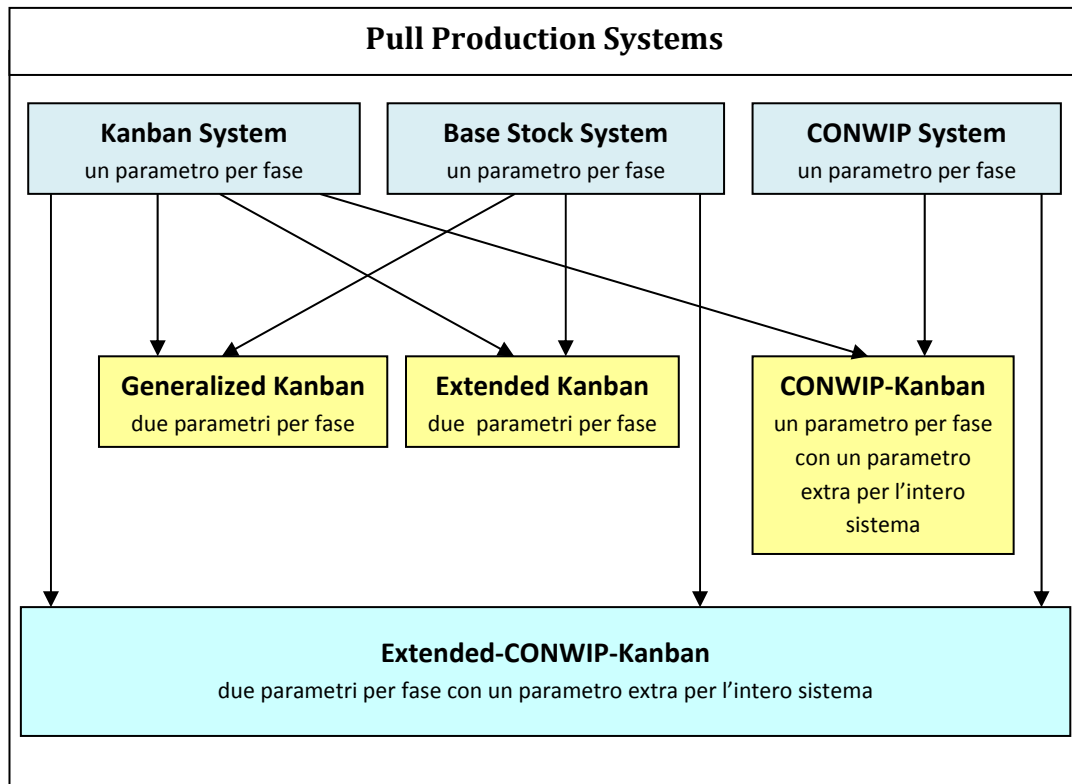 Pull Production Systems
Kanban System
un parametro per fase
Base Stock System
un parametro per fase
CONWIP System
un parametro per fase
Generalized Kanban
due parametri per fase
Extended Kanban
due parametri per fase
CONWIP-Kanban
un parametro per fase
con un parametro
extra per l’intero
sistema
Extended-CONWIP-Kanban
due parametri per fase con un parametro extra per l’intero sistema